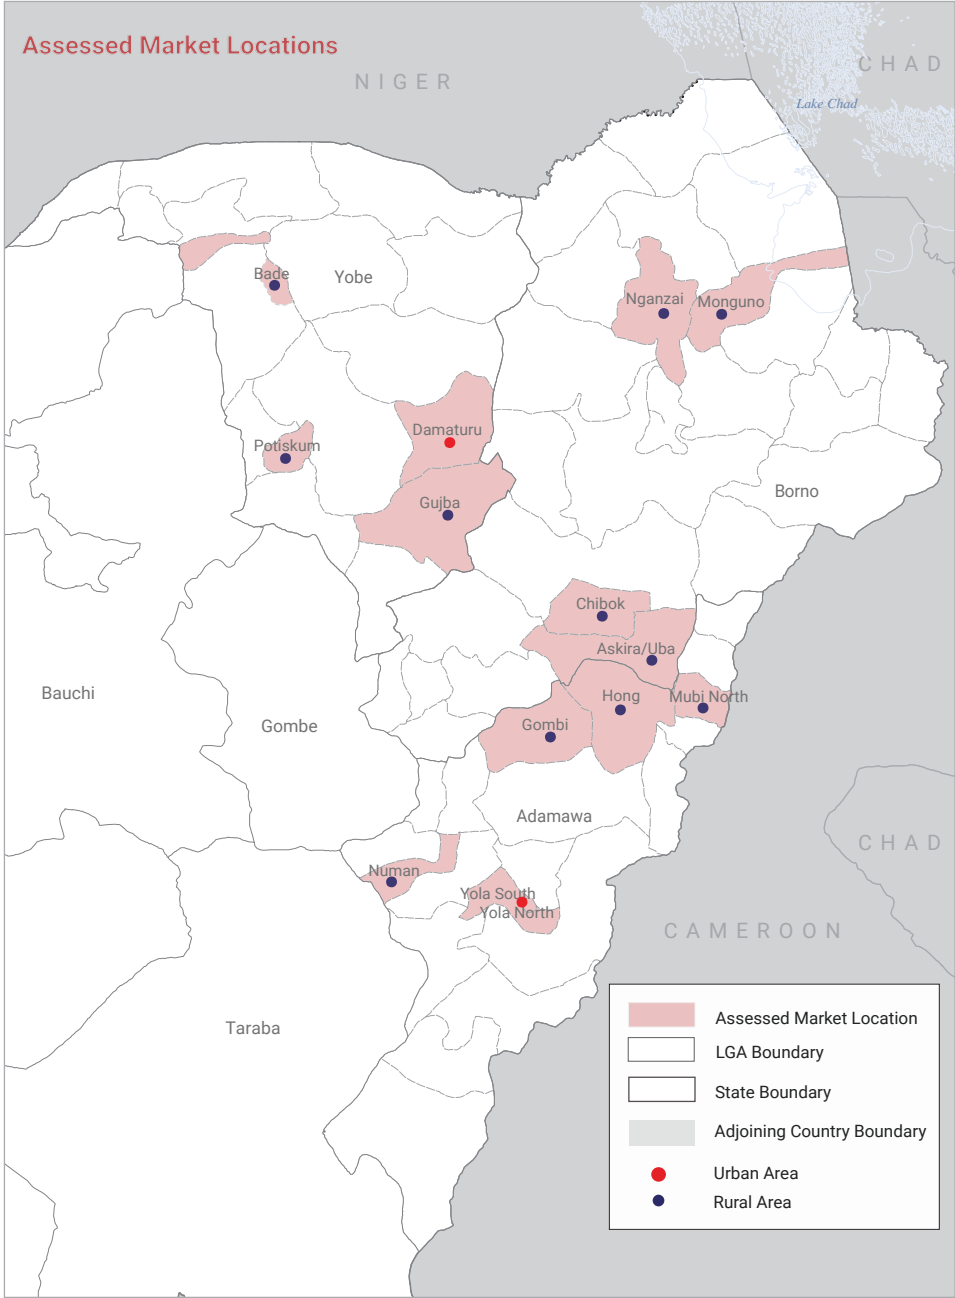 Assessed Market Locations
NIGER
CHAD
Lake Chad
Bade
Yobe
Nganzai
Monguno
Damaturu
Potiskum
Gujba
Borno
Chibok
Askira/Uba
Bauchi
Hong
Mubi North
Gombe
Gombi
Adamawa
CHAD
Numan
Yola South
Yola North
CAMEROON
Taraba
Assessed Market Location
LGA Boundary
State Boundary
Adjoining Country Boundary
Urban Area
Rural Area